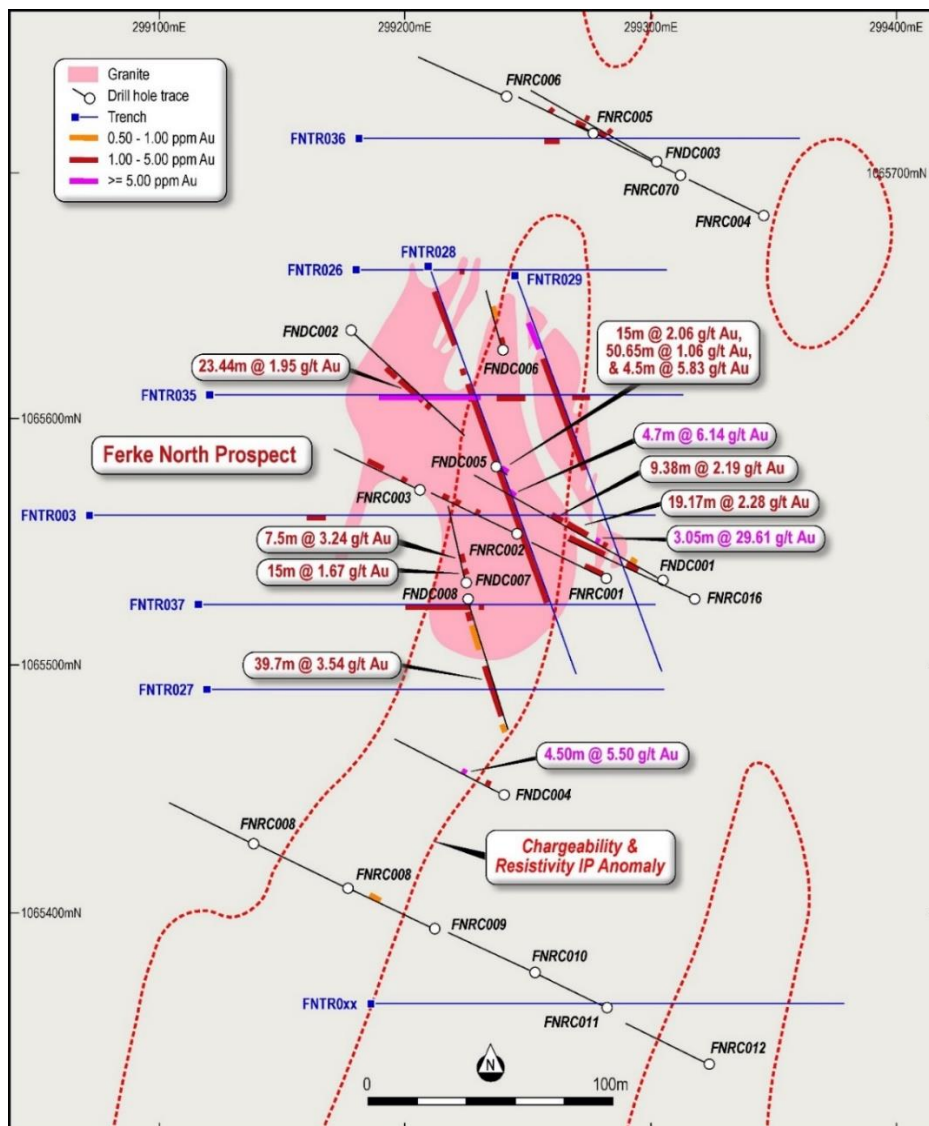 299100mE
299200mE
299300mE
299400mE
Granite
Drill hole trace
Trench
0.50 - 1.00 ppm Au
1.00 - 5.00 ppm Au
>= 5.00 ppm Au
FNRC006
FNRC005
FNTR036
FNDC003
FNRC070
1065700mN
FNRC004
FNTR028
FNTR026
FNTR029
FNDC002
FNDC006
15m @ 2.06 g/t Au,
50.65m @ 1.06 g/t Au,
& 4.5m @ 5.83 g/t Au
23.44m @ 1.95 g/t Au
FNTR035
1065600mN
4.7m @ 6.14 g/t Au
Ferke North Prospect
FNDC005
9.38m @ 2.19 g/t Au
FNRC003
19.17m @ 2.28 g/t Au
FNTR003
7.5m @ 3.24 g/t Au
FNRC002
3.05m @ 29.61 g/t Au
15m @ 1.67 g/t Au
FNDC007
FNDC001
FNDC008
FNRC001
FNRC016
FNTR037
39.7m @ 3.54 g/t Au
1065500mN
FNTR027
4.50m @ 5.50 g/t Au
FNDC004
FNRC008
Chargeability &
Resistivity IP Anomaly
FNRC008
1065400mN
FNRC009
FNRC010
FNTR0xx
FNRC011
FNRC012
N
0
100m